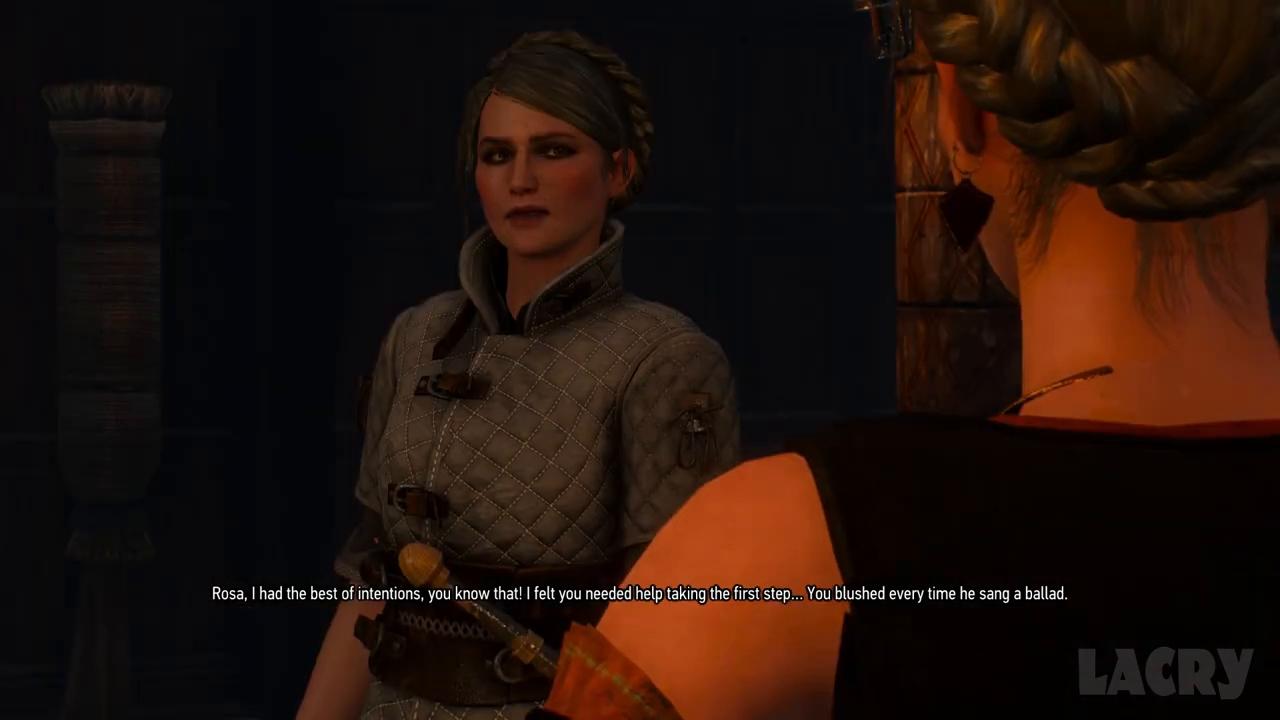 Rosa, I had the best of intentions, you know that! I felt you needed help taking the first step... You blushed every time he sang a ballad.
LACRY